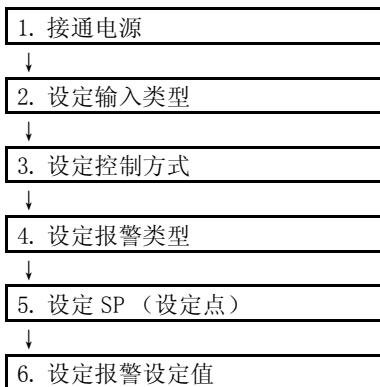 1. 接通电源
↓
2. 设定输入类型
↓
3. 设定控制方式
↓
4. 设定报警类型
↓
5. 设定 SP （设定点）
↓
6. 设定报警设定值